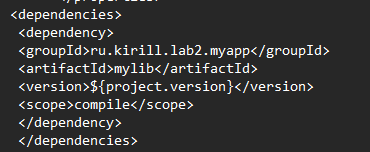 </properties>
<dependencies>
<dependency>
<groupId>ru.kirill.lab2.myapp</groupId>
<artifactId>mylib</artifactId>
<version>${project.version}</version>
<scope>compile</scope>
</dependency>
</dependencies>